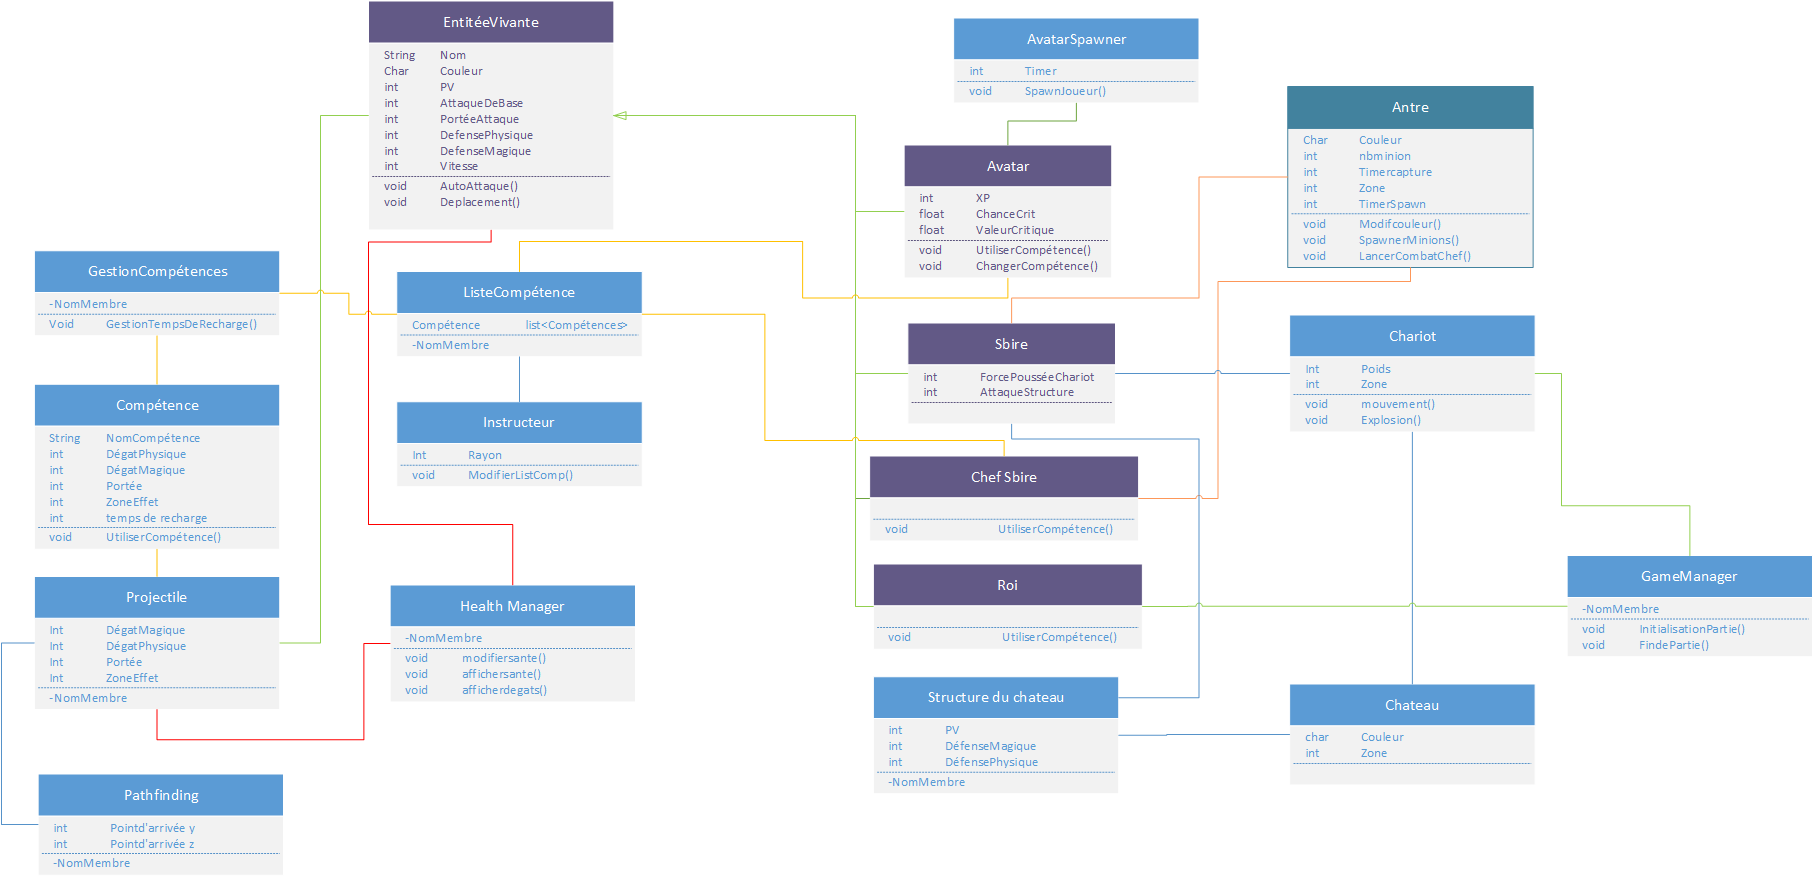 EntitéeVivante
String Nom
Char Couleur
int PV
int AttaqueDeBase
int PortéeAttaque
int DefensePhysique
int DefenseMagique
int Vitesse
void AutoAttaque()
void Deplacement()
AvatarSpawner
int Timer
void SpawnJoueur()
Antre
Char Couleur
int nbminion
int Timercapture
int Zone
int TimerSpawn
void Modifcouleur()
void SpawnerMinions()
void LancerCombatChef()
Avatar
int XP
float ChanceCrit
float ValeurCritique
void UtiliserCompétence()
void ChangerCompétence()
GestionCompétences
-NomMembre
Void GestionTempsDeRecharge()
ListeCompétence
Compétence list<Compétences>
-NomMembre
Sbire
int ForcePousséeChariot
int AttaqueStructure
Chariot
Int Poids
int Zone
void mouvement()
void Explosion()
Compétence
String NomCompétence
int DégatPhysique
int DégatMagique
int Portée
int ZoneEffet
int temps de recharge
void UtiliserCompétence()
Instructeur
Int Rayon
void ModifierListComp()
Chef Sbire
void UtiliserCompétence()
Roi
void UtiliserCompétence()
GameManager
-NomMembre
void InitialisationPartie()
void FindePartie()
Projectile
Int DégatMagique
Int DégatPhysique
Int Portée
Int ZoneEffet
-NomMembre
Health Manager
-NomMembre
void modifiersante()
void affichersante()
void afficherdegats()
Structure du chateau
int PV
int DéfenseMagique
int DéfensePhysique
-NomMembre
Chateau
char Couleur
int Zone
Pathfinding
int Pointd'arrivée y
int Pointd'arrivée z
-NomMembre